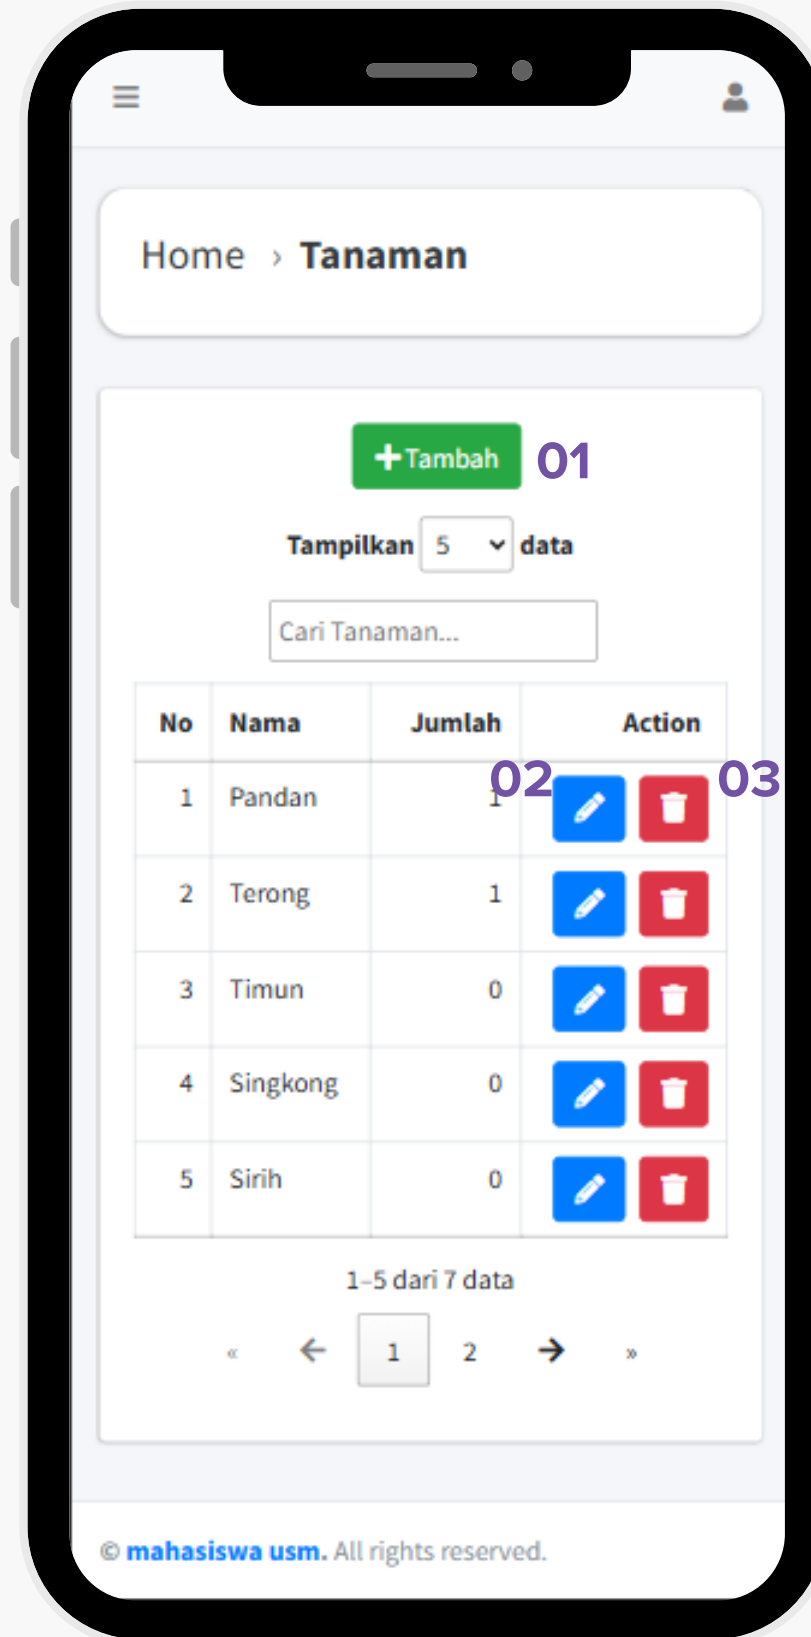 Home › Tanaman
+Tambah 01
Tampilkan 5 data
Cari Tanaman...
No Nama Jumlah Action
02 03
1 Pandan 1
2 Terong 1
3 Timun 0
4 Singkong 0
5 Sirih 0
1–5 dari 7 data
« ← 1 2 → »
© mahasiswa usm. All rights reserved.